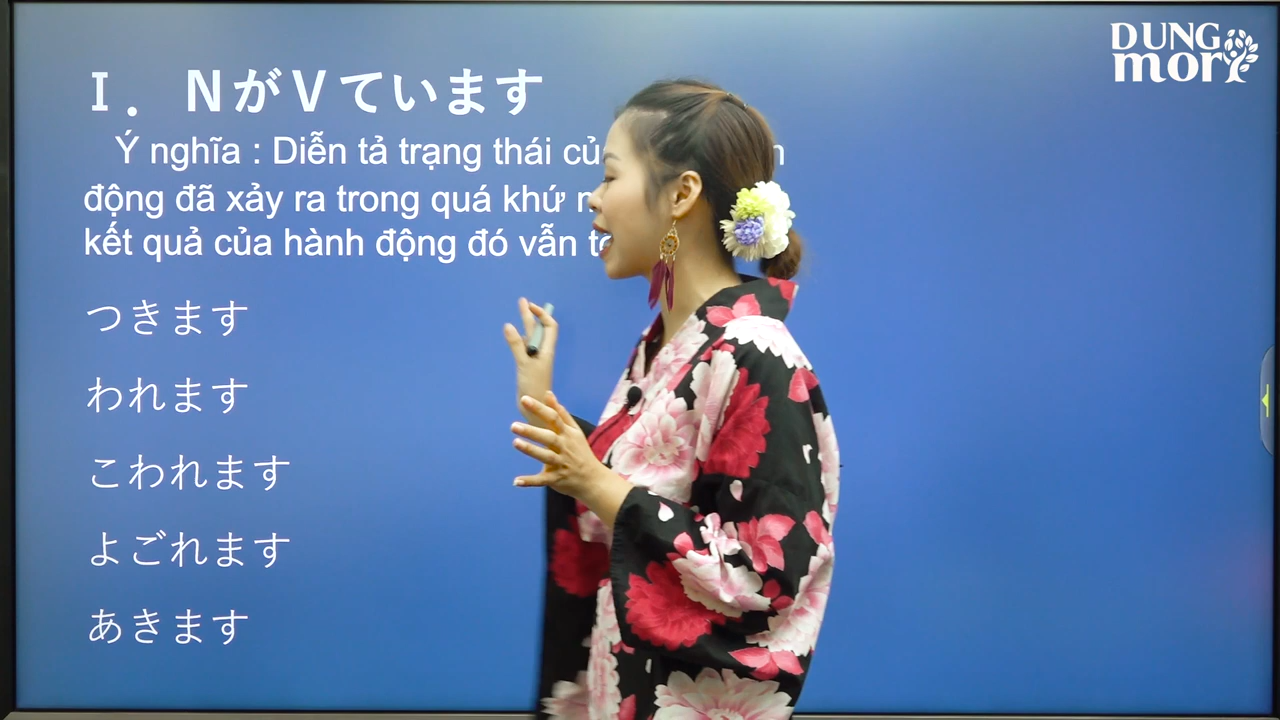 DUNG
mori
I. NがVています
Ý nghĩa : Diễn tả trạng thái
động đã xảy ra trong quá khứ
kết quả của hành động đó vẫn
つきます
われます
こわれます
よごれます
あきます